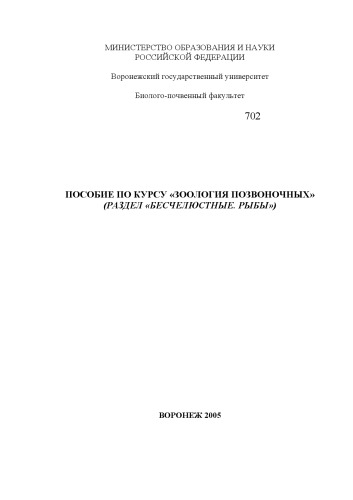 МИНИСТЕРСТВО ОБРАЗОВАНИЯ И НАУКИ
РОССИЙСКОЙ ФЕДЕРАЦИИ
Воронежский государственный университет
Биолого-почвенный факультет
702
ПОСОБИЕ ПО КУРСУ «ЗООЛОГИЯ ПОЗВОНОЧНЫХ»
(РАЗДЕЛ «БЕСЧЕЛЮСТНЫЕ. РЫБЫ»)
ВОРОНЕЖ 2005